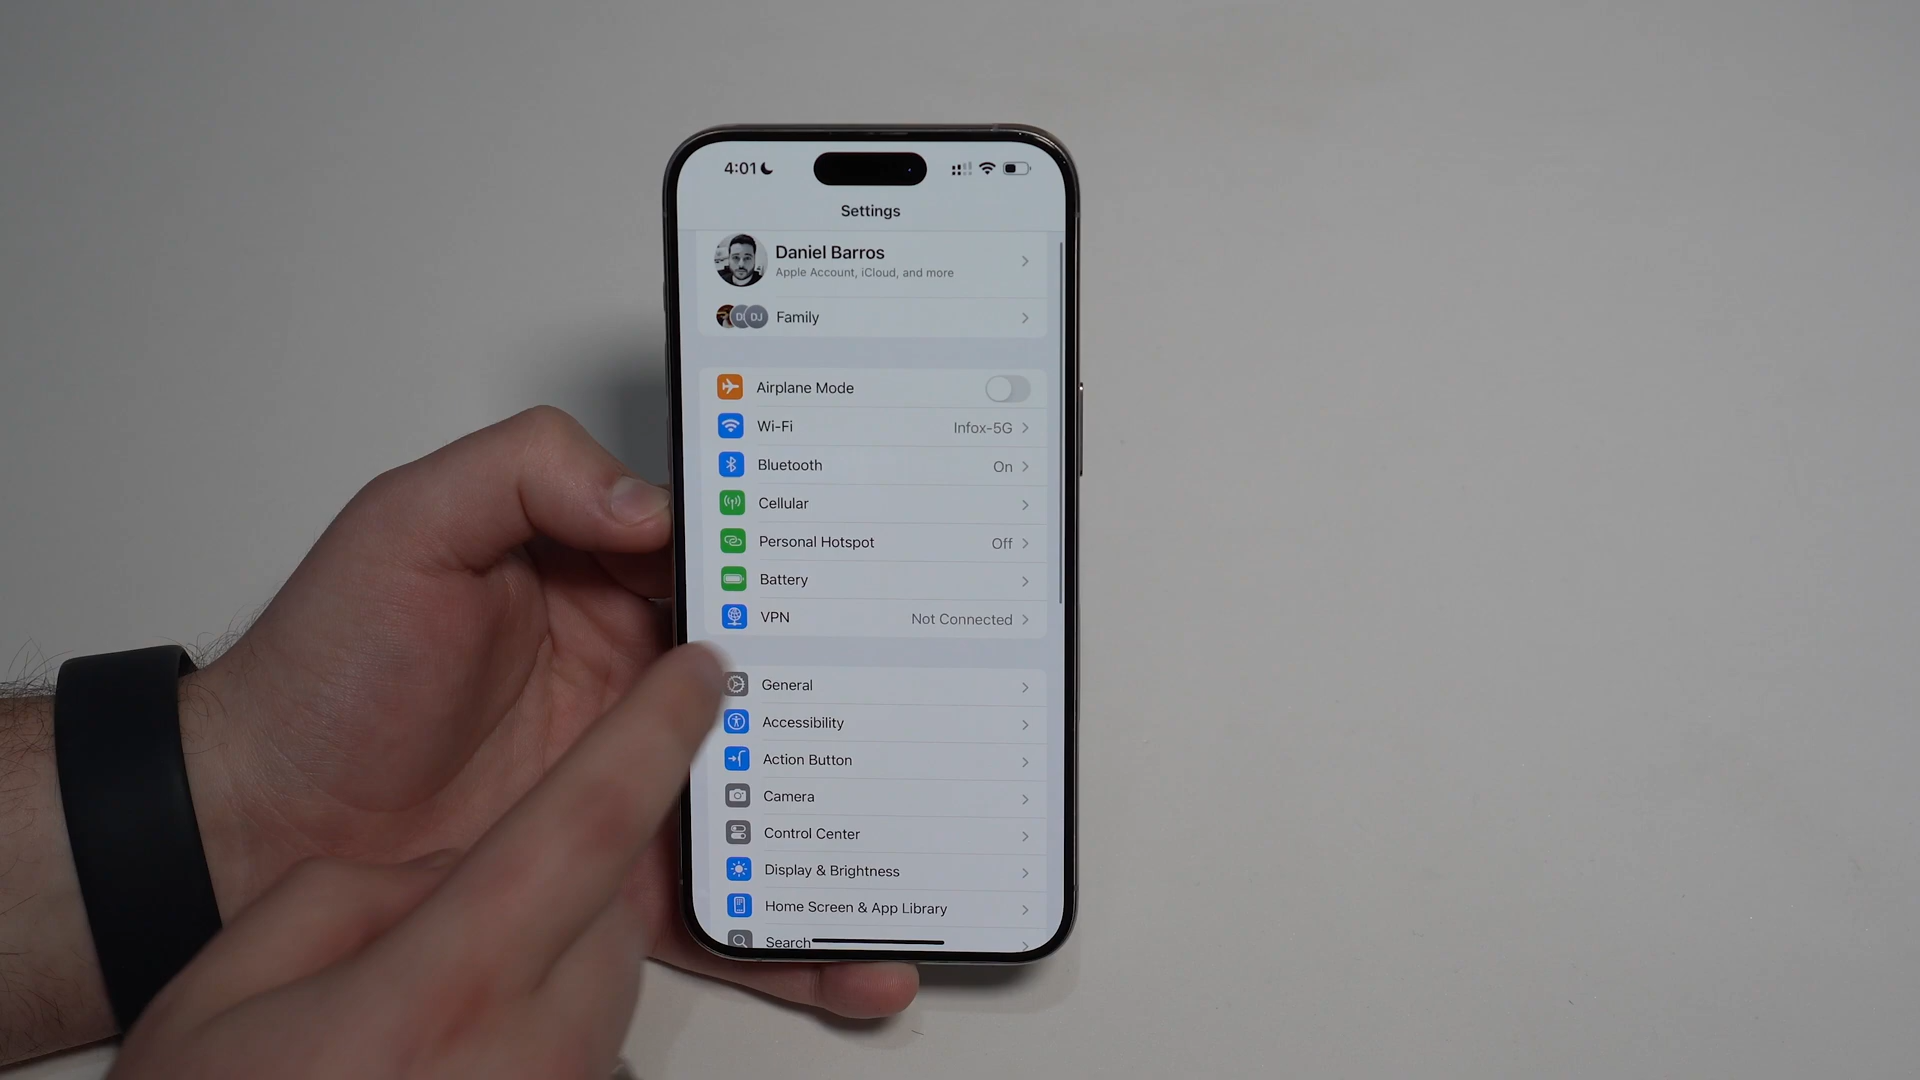 4:01
Settings
Daniel Barros
Apple Account, iCloud, and more
D DJ Family
Airplane Mode
Wi-Fi Infox-5G
Bluetooth On
Cellular
Personal Hotspot Off
Battery
VPN Not Connected
General
Accessibility
Action Button
Camera
Control Center
Display & Brightness
Home Screen & App Library
Search